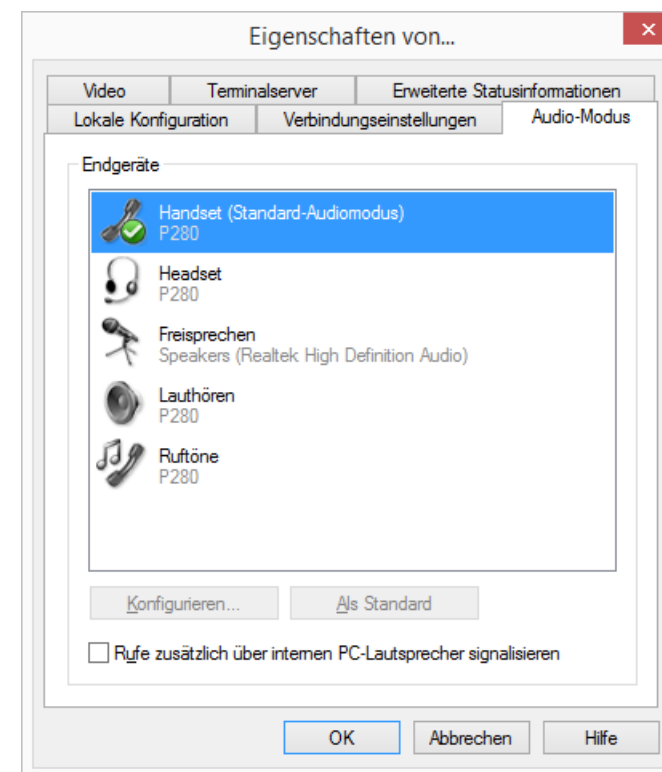 Eigenschaften von...
Video
Terminalserver
Erweiterte Statusinformationen
Lokale Konfiguration
Verbindungseinstellungen
Audio-Modus
Endgeräte
Handset (Standard-Audiomodus)
P280
Headset
P280
Freisprechen
Speakers (Realtek High Definition Audio)
Lauthören
P280
Ruftöne
P280
Konfigurieren...
Als Standard
Rufe zusätzlich über internen PC-Lautsprecher signalisieren
OK
Abbrechen
Hilfe